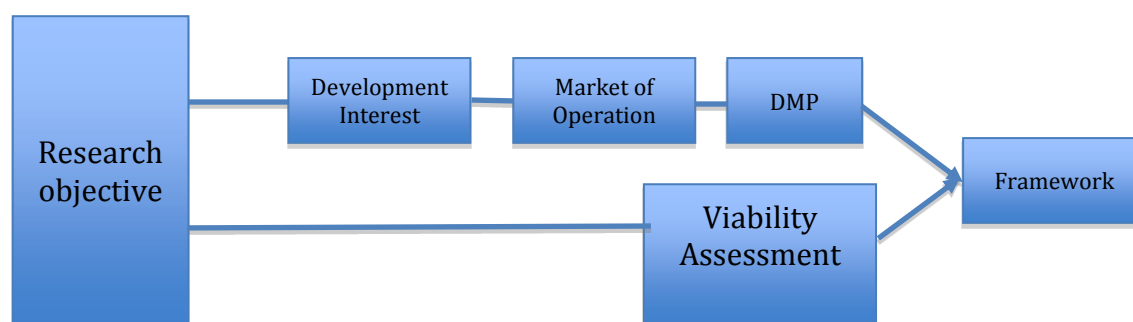 Research
objective
Development
Interest
Market of
Operation
DMP
Viability
Assessment
Framework